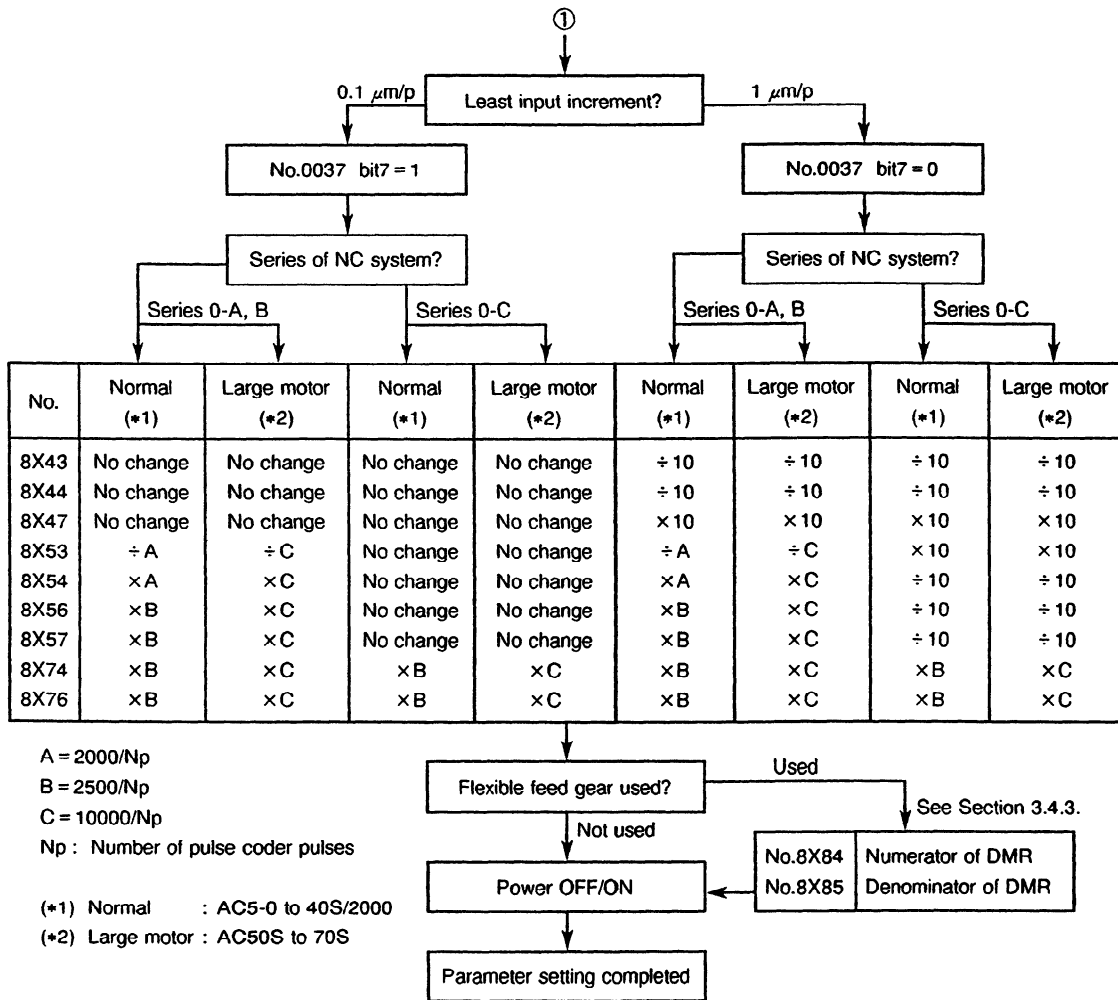 ①
0.1 μm/p
Least input increment?
1 μm/p
No.0037 bit7 = 1
No.0037 bit7 = 0
Series of NC system?
Series of NC system?
Series 0-A, B
Series 0-C
Series 0-A, B
Series 0-C
No. Normal (*1) Large motor (*2) Normal (*1) Large motor (*2) Normal (*1) Large motor (*2) Normal (*1) Large motor (*2)
8X43 No change No change No change No change ÷10 ÷10 ÷10 ÷10
8X44 No change No change No change No change ÷10 ÷10 ÷10 ÷10
8X47 No change No change No change No change ×10 ×10 ×10 ×10
8X53 ÷A ÷C No change No change ÷A ÷C ×10 ×10
8X54 ×A ×C No change No change ×A ×C ÷10 ÷10
8X56 ×B ×C No change No change ×B ×C ÷10 ÷10
8X57 ×B ×C No change No change ×B ×C ÷10 ÷10
8X74 ×B ×C ×B ×C ×B ×C ×B ×C
8X76 ×B ×C ×B ×C ×B ×C ×B ×C
A = 2000/Np
B = 2500/Np
C = 10000/Np
Np : Number of pulse coder pulses
(*1) Normal : AC5-0 to 40S/2000
(*2) Large motor : AC50S to 70S
Flexible feed gear used?
Used
See Section 3.4.3.
Not used
No.8X84 Numerator of DMR
No.8X85 Denominator of DMR
Power OFF/ON
Parameter setting completed